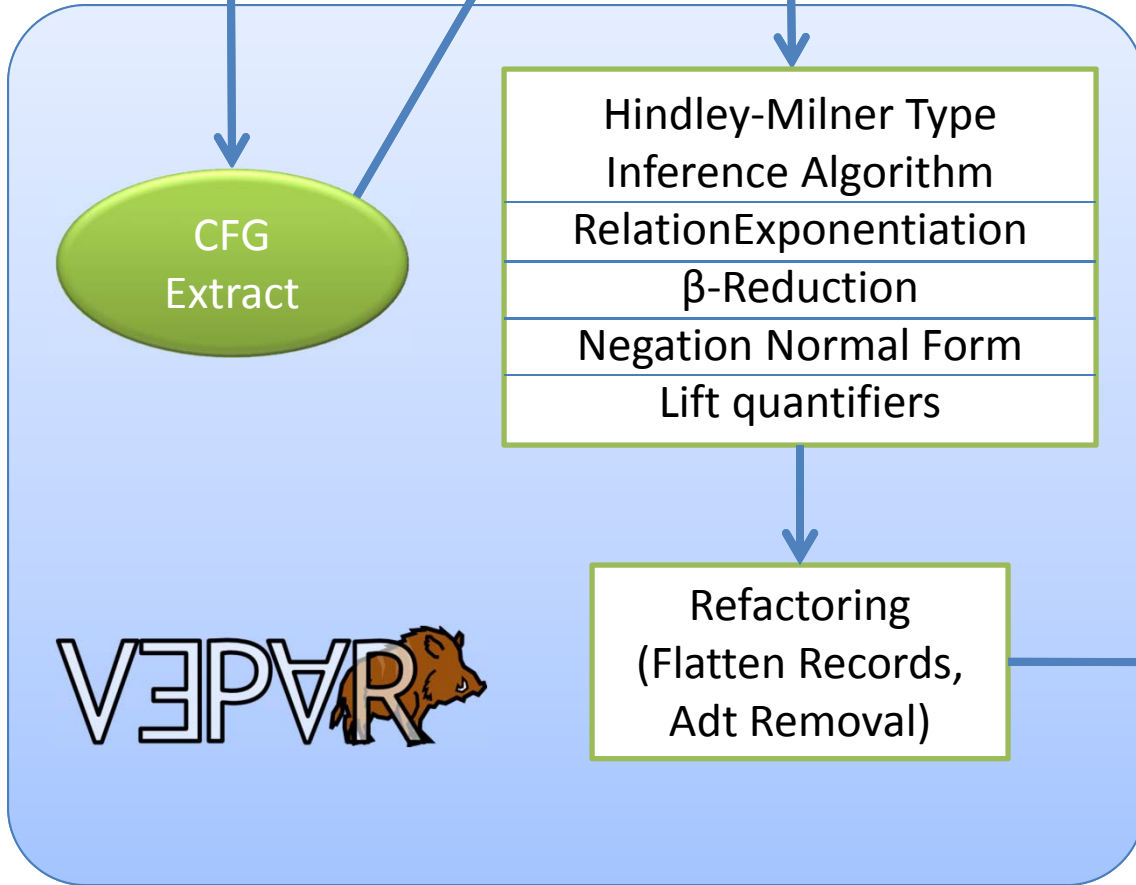 CFG
Extract
Hindley-Milner Type
Inference Algorithm
RelationExponentiation
β-Reduction
Negation Normal Form
Lift quantifiers
Refactoring
(Flatten Records,
Adt Removal)
V∃P∀R